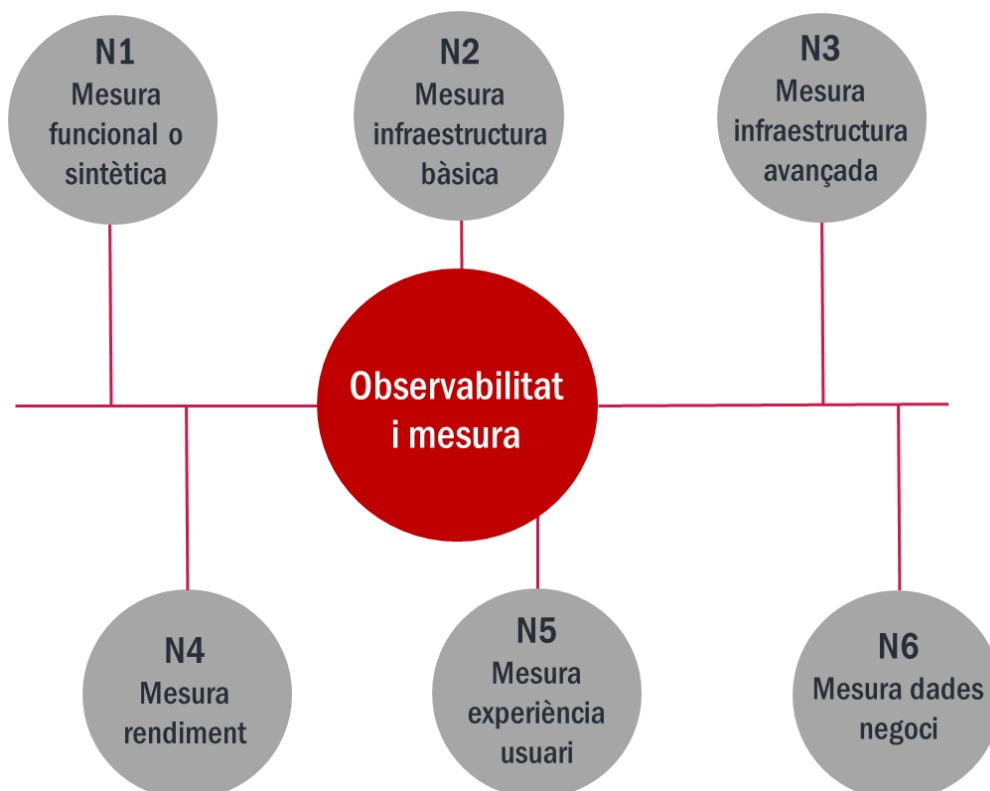 N1
Mesura
funcional o
sintètica
N2
Mesura
infraestructura
bàsica
N3
Mesura
infraestructura
avançada
Observabilitat
i mesura
N4
Mesura
rendiment
N5
Mesura
experiència
usuari
N6
Mesura dades
negoci